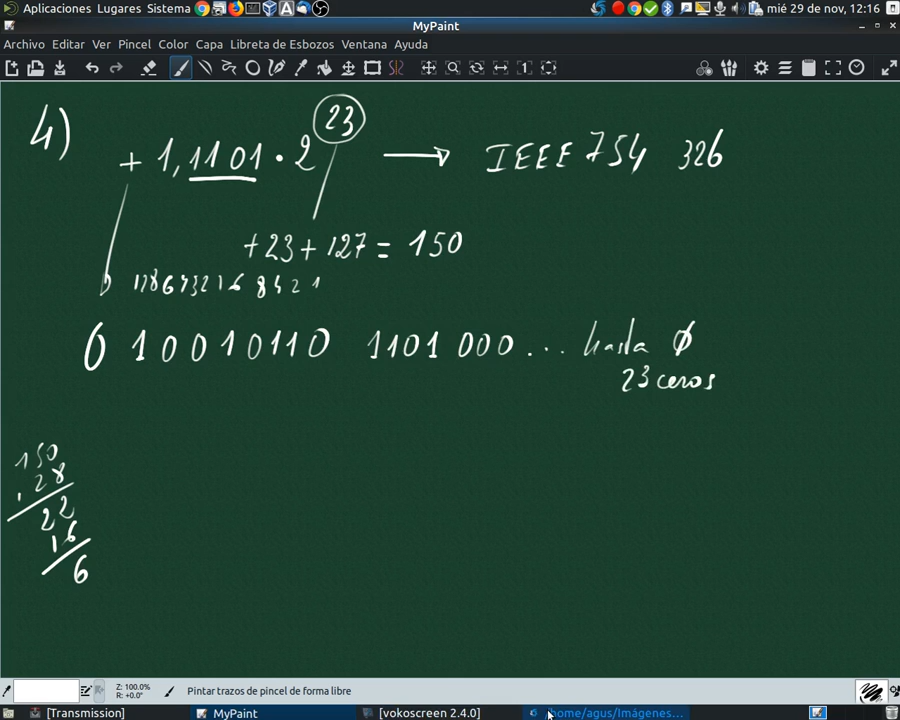 Aplicaciones Lugares Sistema mié 29 de nov, 12:16
MyPaint
Archivo Editar Ver Pincel Color Capa Libreta de Esbozos Ventana Ayuda
4)
+ 1,1101 · 2 23 → IEEE 754 32b
+23 + 127 = 150
128 64 32 16 8 4 2 1
0 10010110 1101 000 ... hasta 0
23 ceros
150
128
22
16
6
Z: 100.0%
R: +0.0°
Pintar trazos de pincel de forma libre
[Transmission] MyPaint [vokoscreen 2.4.0] /home/agus/Imágenes...